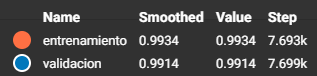 Name Smoothed Value Step
entrenamiento 0.9934 0.9934 7.693k
validacion 0.9914 0.9914 7.699k